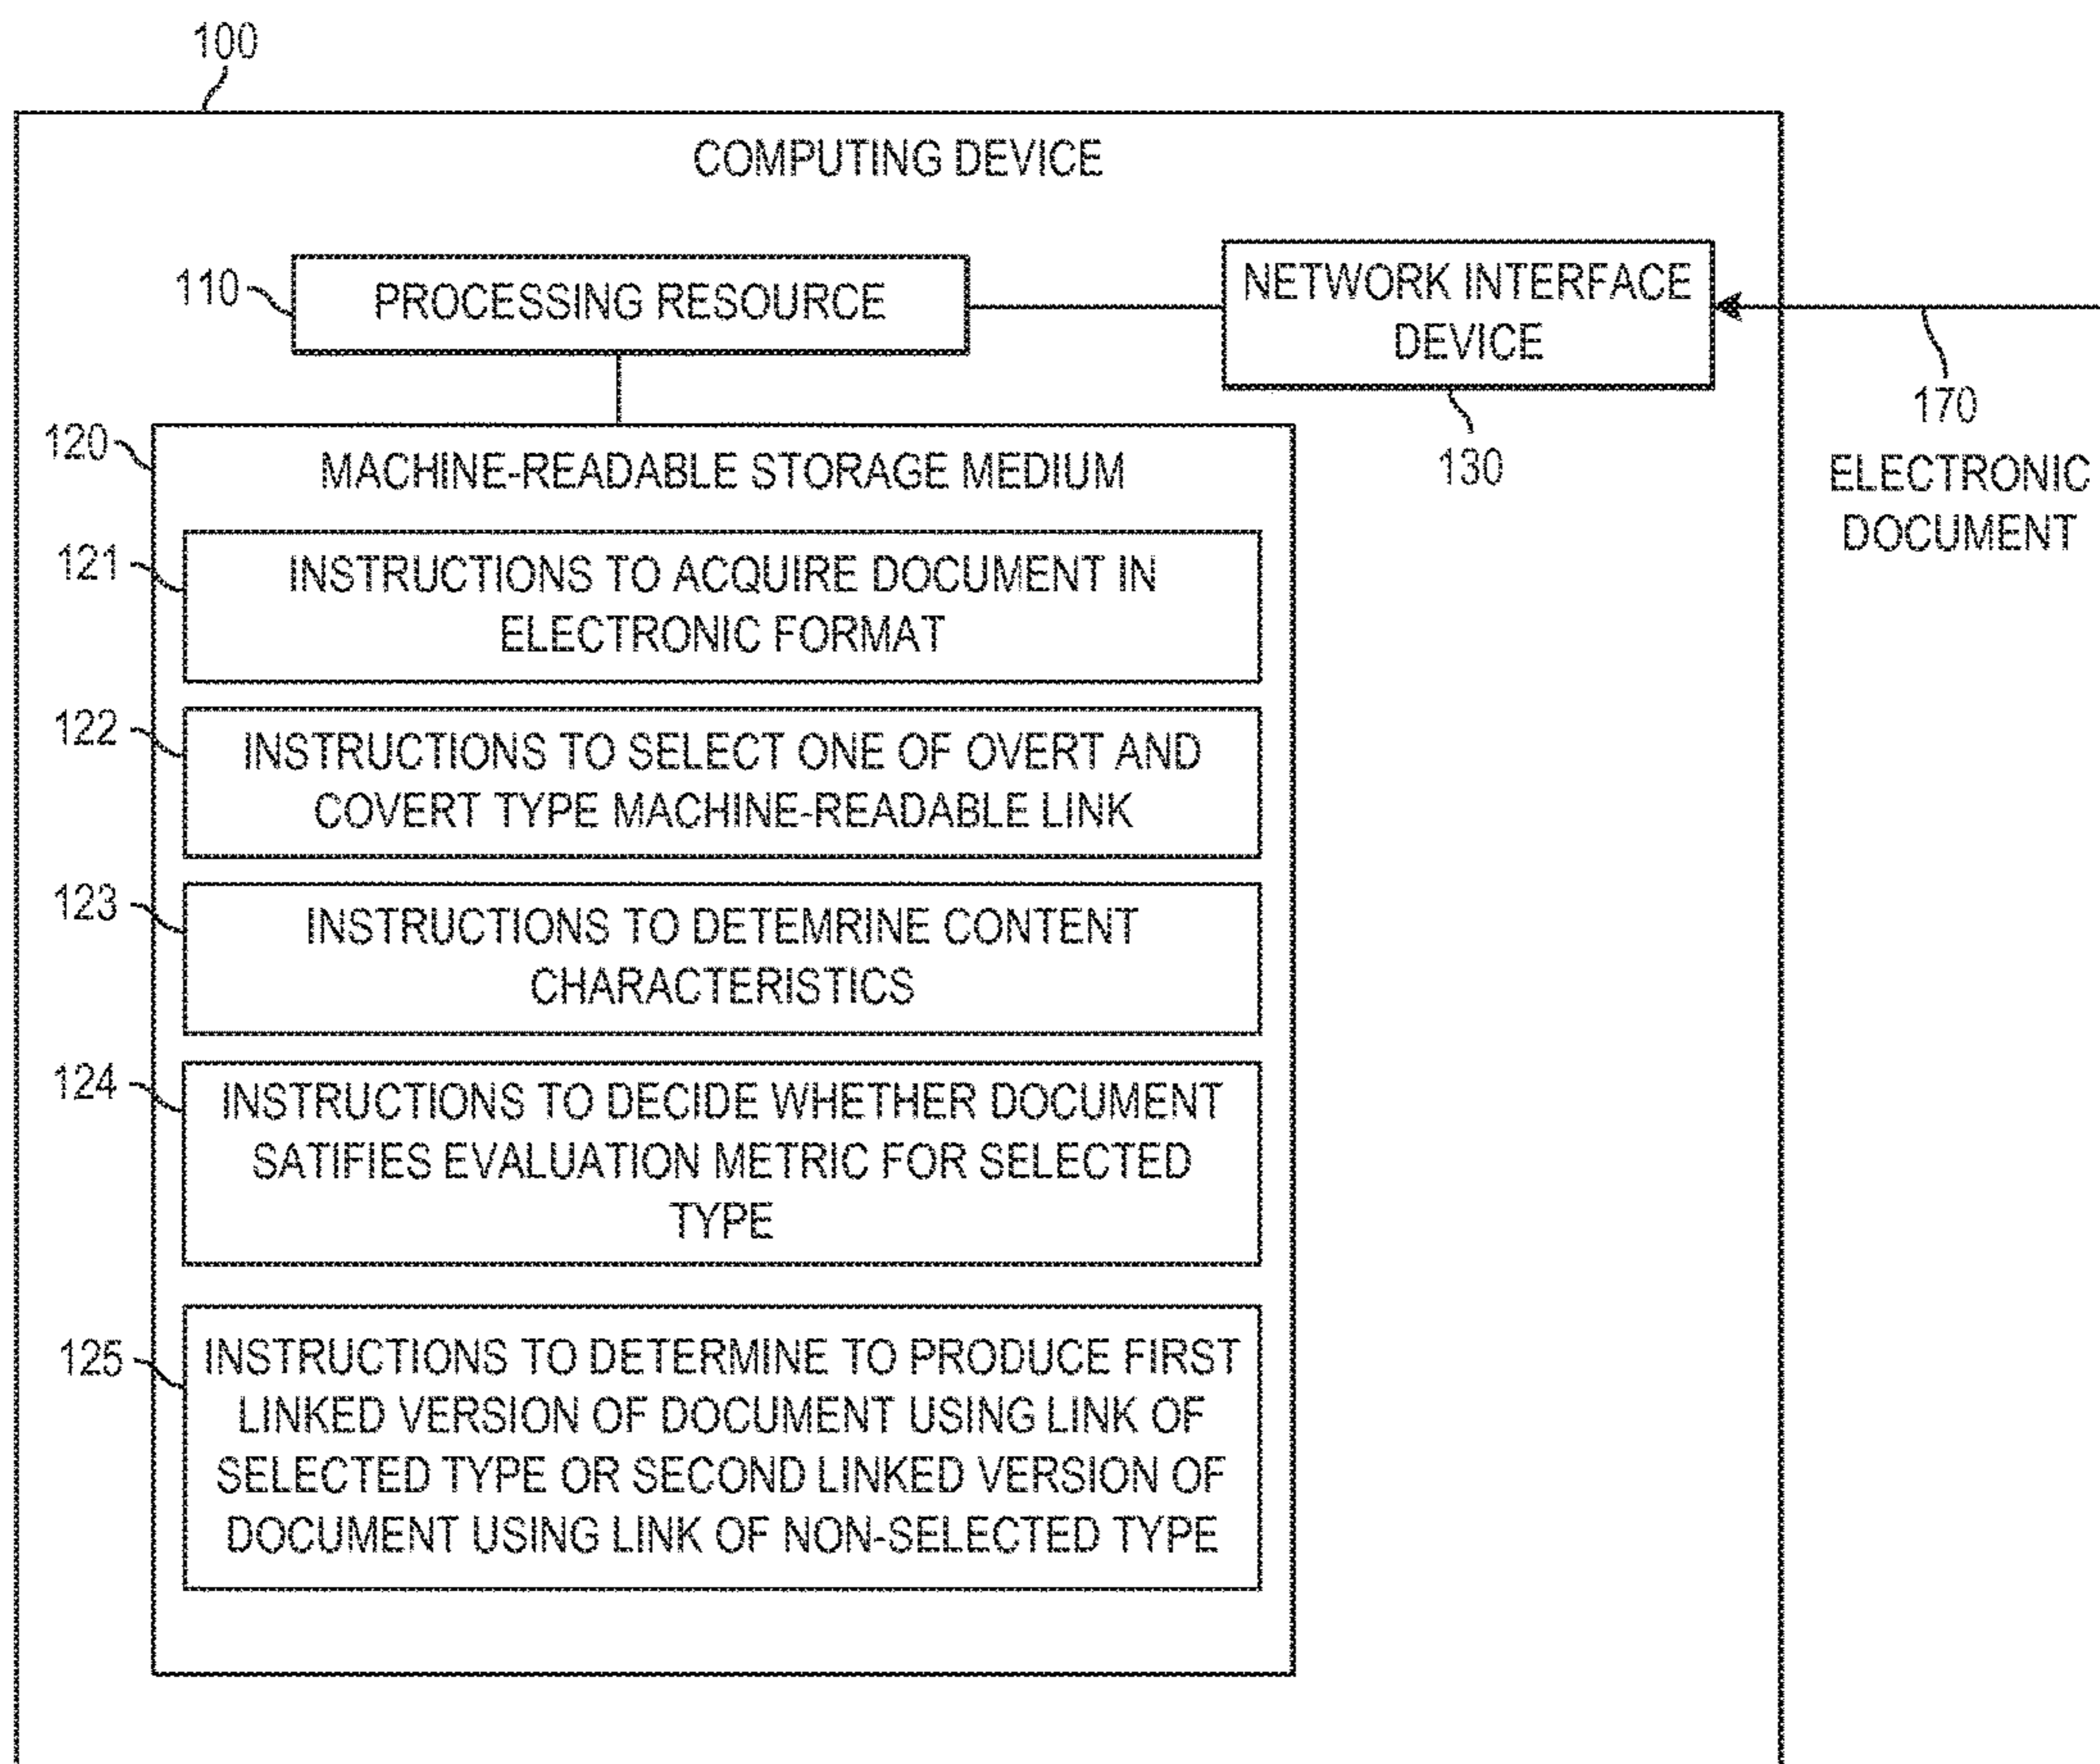 100
COMPUTING DEVICE
110
PROCESSING RESOURCE
NETWORK INTERFACE
DEVICE
130
170
ELECTRONIC
DOCUMENT
120
MACHINE-READABLE STORAGE MEDIUM
121
INSTRUCTIONS TO ACQUIRE DOCUMENT IN
ELECTRONIC FORMAT
122
INSTRUCTIONS TO SELECT ONE OF OVERT AND
COVERT TYPE MACHINE-READABLE LINK
123
INSTRUCTIONS TO DETEMRINE CONTENT
CHARACTERISTICS
124
INSTRUCTIONS TO DECIDE WHETHER DOCUMENT
SATIFIES EVALUATION METRIC FOR SELECTED
TYPE
125
INSTRUCTIONS TO DETERMINE TO PRODUCE FIRST
LINKED VERSION OF DOCUMENT USING LINK OF
SELECTED TYPE OR SECOND LINKED VERSION OF
DOCUMENT USING LINK OF NON-SELECTED TYPE